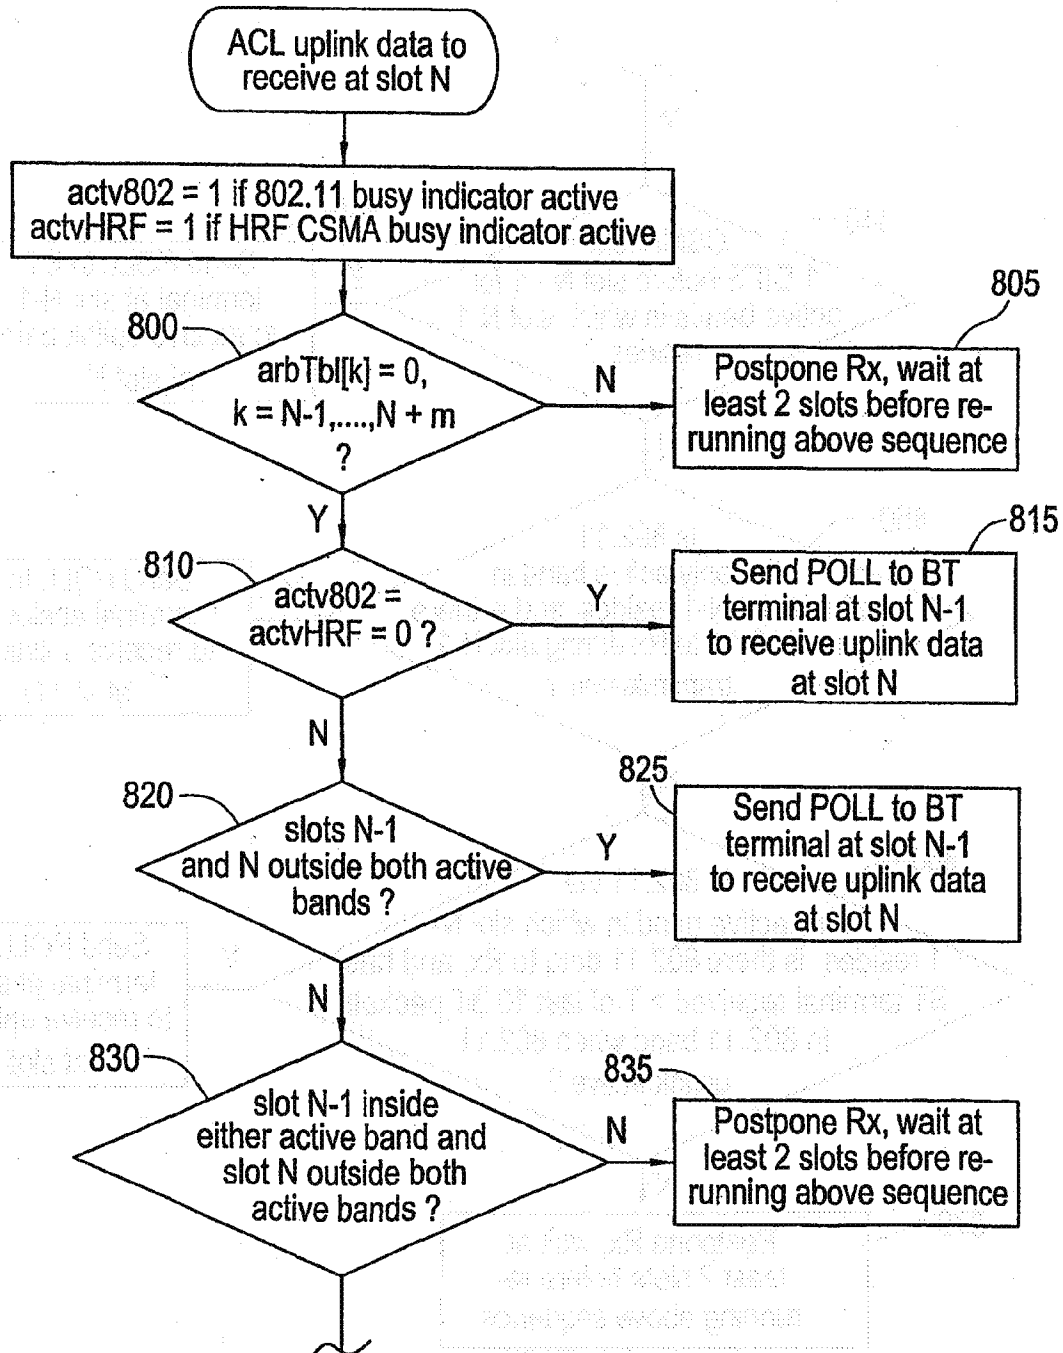 ACL uplink data to
receive at slot N
actv802 = 1 if 802.11 busy indicator active
actvHRF = 1 if HRF CSMA busy indicator active
800
arbTbl[k] = 0,
k = N-1,....,N + m
?
N
805
Postpone Rx, wait at
least 2 slots before re-
running above sequence
Y
810
actv802 =
actvHRF = 0 ?
Y
815
Send POLL to BT
terminal at slot N-1
to receive uplink data
at slot N
N
820
slots N-1
and N outside both active
bands ?
Y
825
Send POLL to BT
terminal at slot N-1
to receive uplink data
at slot N
N
830
slot N-1 inside
either active band and
slot N outside both
active bands ?
N
835
Postpone Rx, wait at
least 2 slots before re-
running above sequence